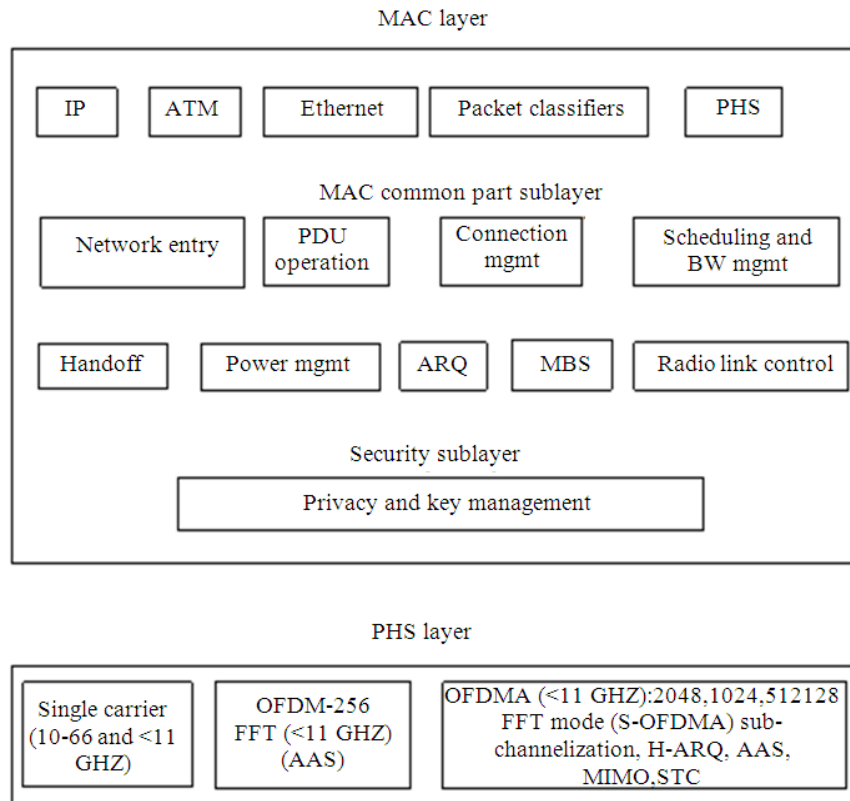 MAC layer
IP
ATM
Ethernet
Packet classifiers
PHS
MAC common part sublayer
Network entry
PDU
operation
Connection
mgmt
Scheduling and
BW mgmt
Handoff
Power mgmt
ARQ
MBS
Radio link control
Security sublayer
Privacy and key management
PHS layer
Single carrier
(10-66 and <11
GHZ)
OFDM-256
FFT (<11 GHZ)
(AAS)
OFDMA (<11 GHZ):2048,1024,512128
FFT mode (S-OFDMA) sub-
channelization, H-ARQ, AAS,
MIMO,STC